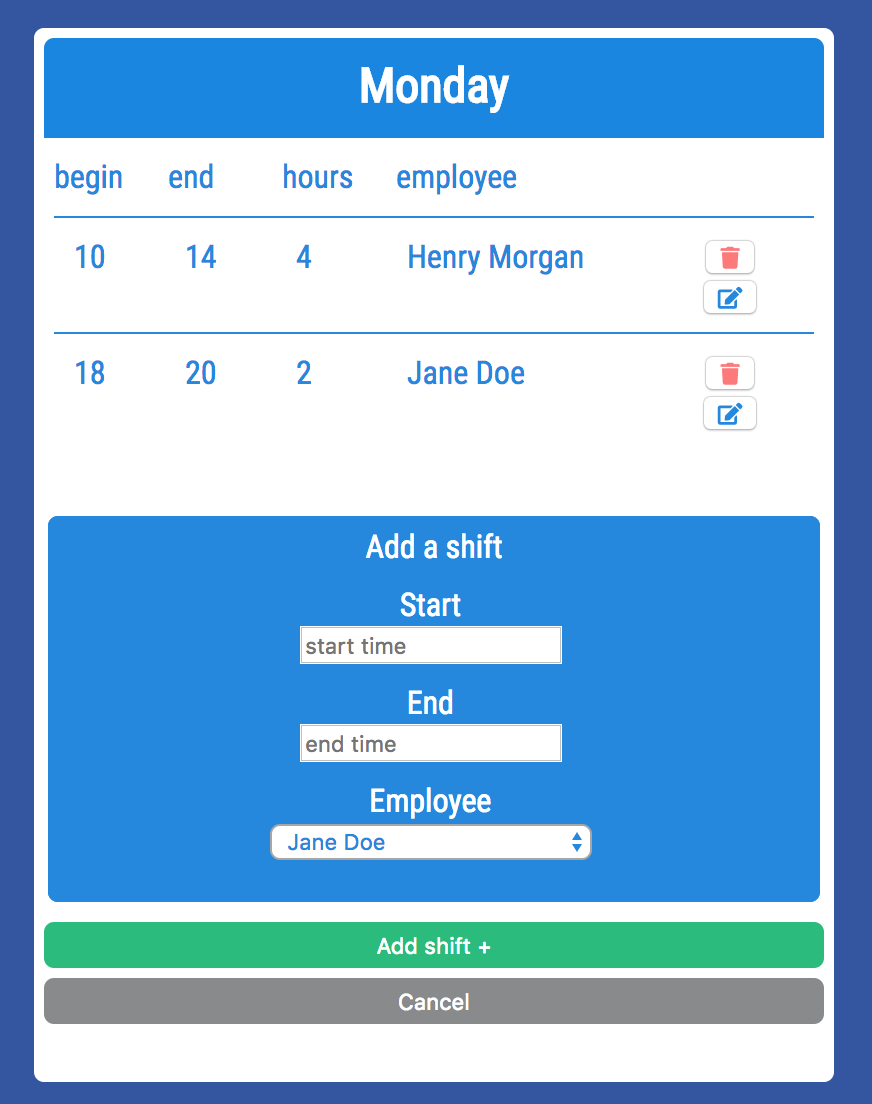 Monday
begin end hours employee
10 14 4 Henry Morgan
18 20 2 Jane Doe
Add a shift
Start
start time
End
end time
Employee
Jane Doe
Add shift +
Cancel